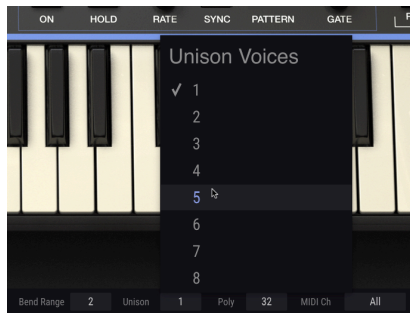 ON HOLD RATE SYNC PATTERN GATE
Unison Voices
✓ 1
2
3
4
5
6
7
8
Bend Range 2 Unison 1 Poly 32 MIDI Ch All